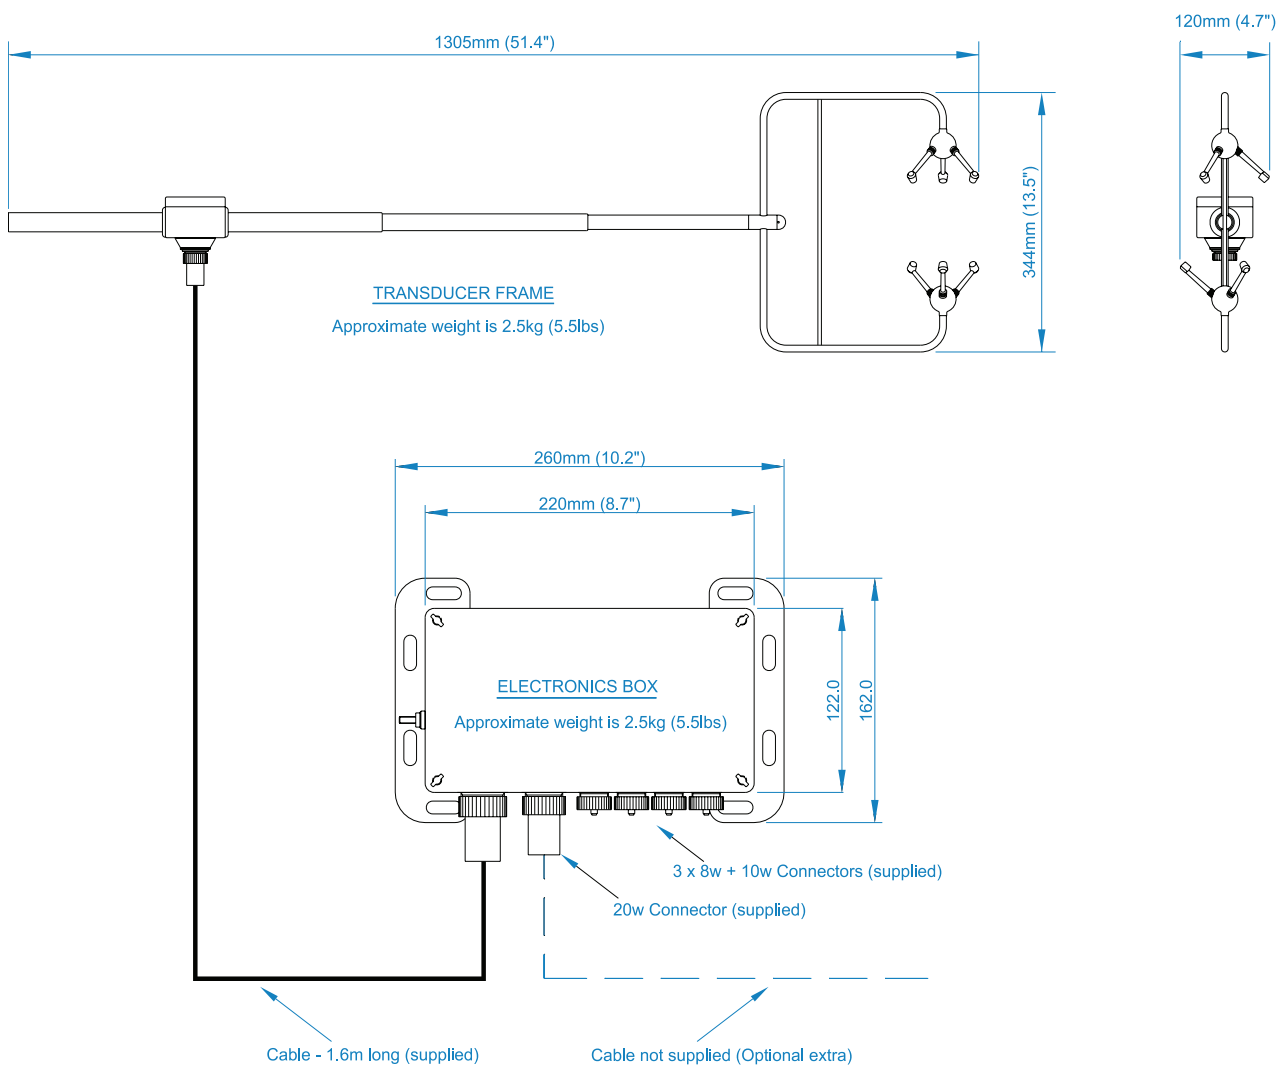 120mm (4.7")
1305mm (51.4")
344mm (13.5")
TRANSDUCER FRAME
Approximate weight is 2.5kg (5.5lbs)
260mm (10.2")
220mm (8.7")
ELECTRONICS BOX
Approximate weight is 2.5kg (5.5lbs)
122.0
162.0
3 x 8w + 10w Connectors (supplied)
20w Connector (supplied)
Cable - 1.6m long (supplied)
Cable not supplied (Optional extra)